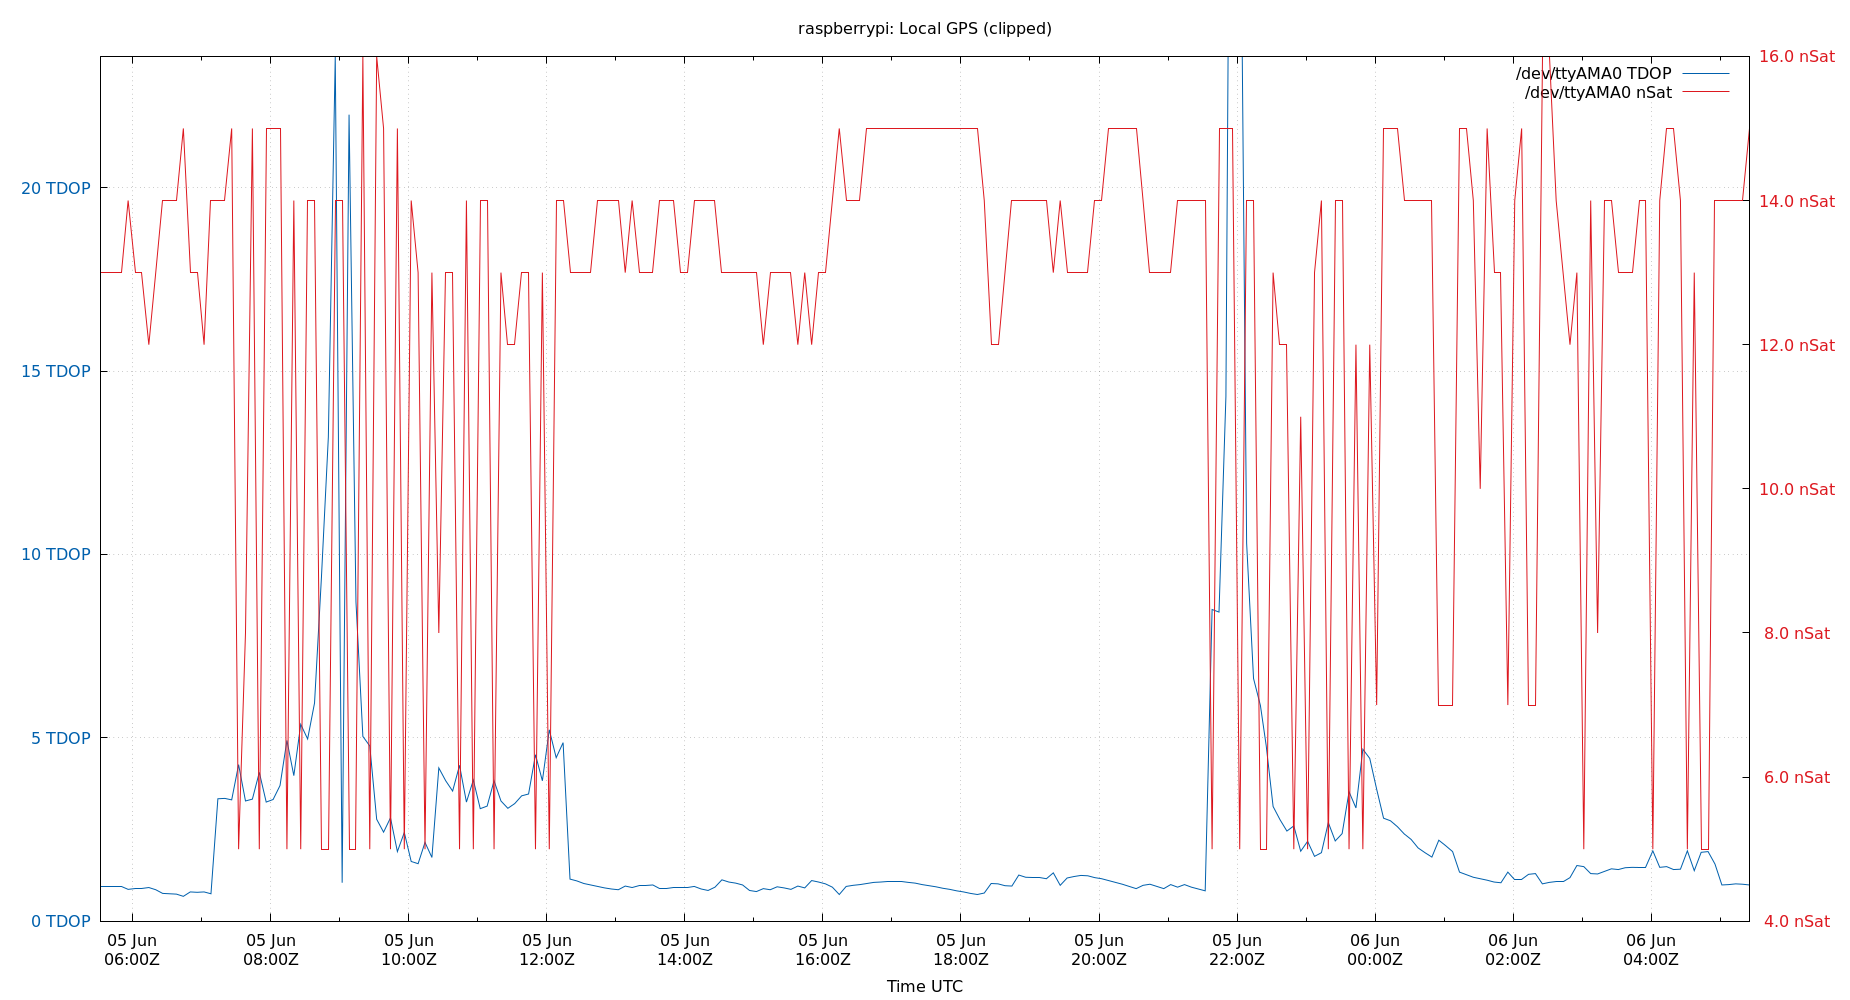 raspberrypi: Local GPS (clipped)
16.0 nSat
/dev/ttyAMA0 TDOP
/dev/ttyAMA0 nSat
20 TDOP
14.0 nSat
15 TDOP
12.0 nSat
10 TDOP
10.0 nSat
8.0 nSat
5 TDOP
6.0 nSat
0 TDOP
4.0 nSat
05 Jun 05 Jun 05 Jun 05 Jun 05 Jun 05 Jun 05 Jun 05 Jun 05 Jun 06 Jun 06 Jun 06 Jun
06:00Z 08:00Z 10:00Z 12:00Z 14:00Z 16:00Z 18:00Z 20:00Z 22:00Z 00:00Z 02:00Z 04:00Z
Time UTC